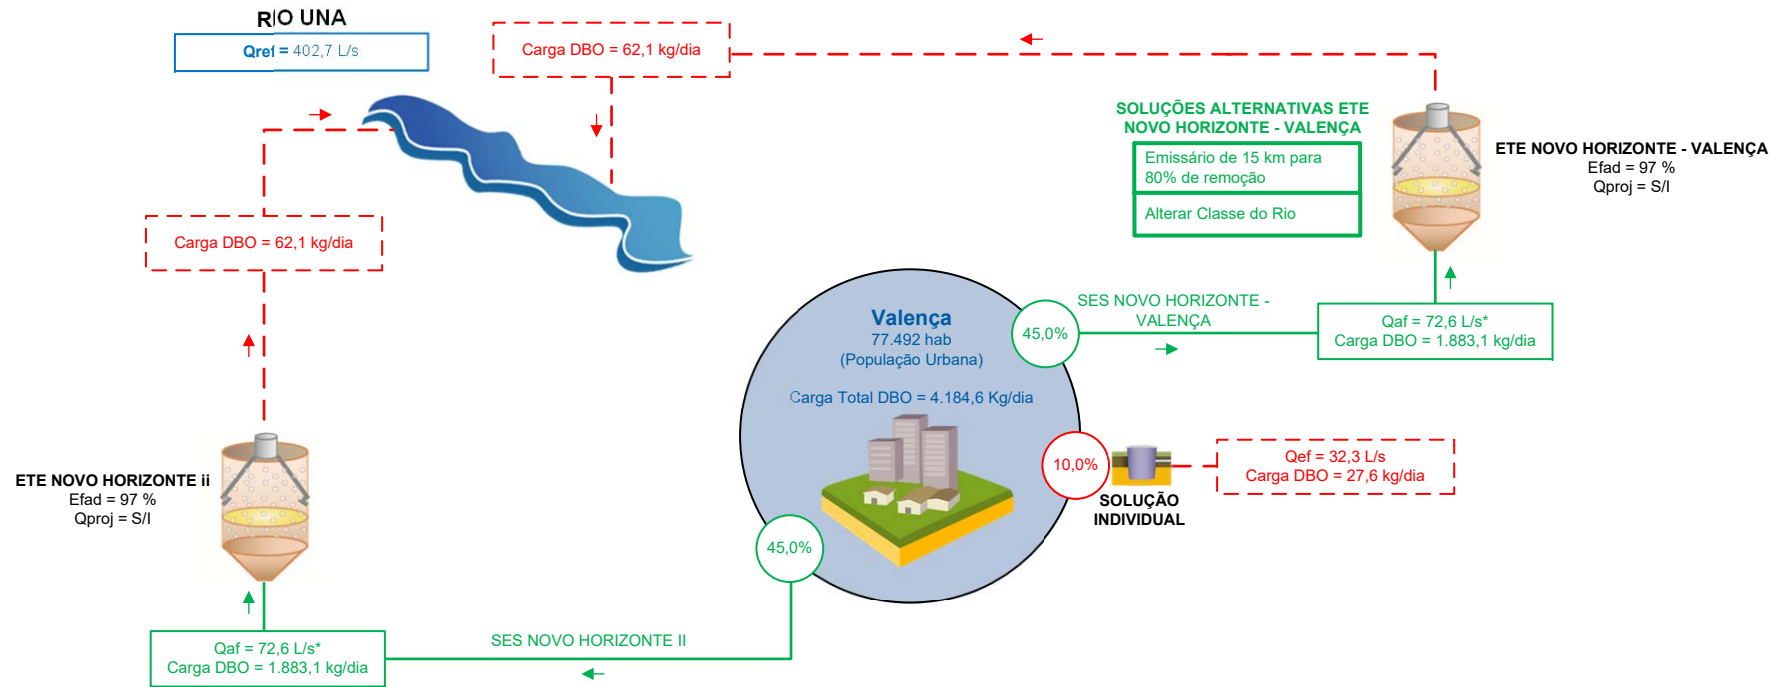 RIO UNA
Qref = 402,7 L/s
Carga DBO = 62,1 kg/dia
SOLUÇÕES ALTERNATIVAS ETE
NOVO HORIZONTE - VALENÇA
Emissário de 15 km para
80% de remoção
Alterar Classe do Rio
ETE NOVO HORIZONTE - VALENÇA
Efad = 97 %
Qproj = S/I
Carga DBO = 62,1 kg/dia
SES NOVO HORIZONTE -
VALENÇA
Qaf = 72,6 L/s*
Carga DBO = 1.883,1 kg/dia
Valença
77.492 hab
(População Urbana)
Carga Total DBO = 4.184,6 Kg/dia
45,0%
10,0%
SOLUÇÃO
INDIVIDUAL
Qef = 32,3 L/s
Carga DBO = 27,6 kg/dia
ETE NOVO HORIZONTE ii
Efad = 97 %
Qproj = S/I
45,0%
SES NOVO HORIZONTE II
Qaf = 72,6 L/s*
Carga DBO = 1.883,1 kg/dia